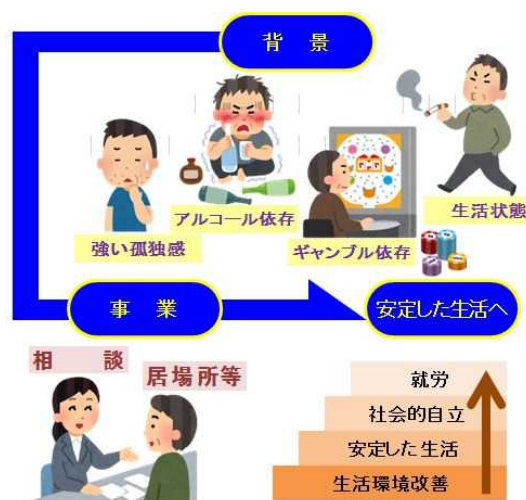 背　景
アルコール依存
強い孤独感
ギャンブル依存
生活状態
事　業
安定した生活へ
相　談
居場所等
就労
社会的自立
安定した生活
生活環境改善